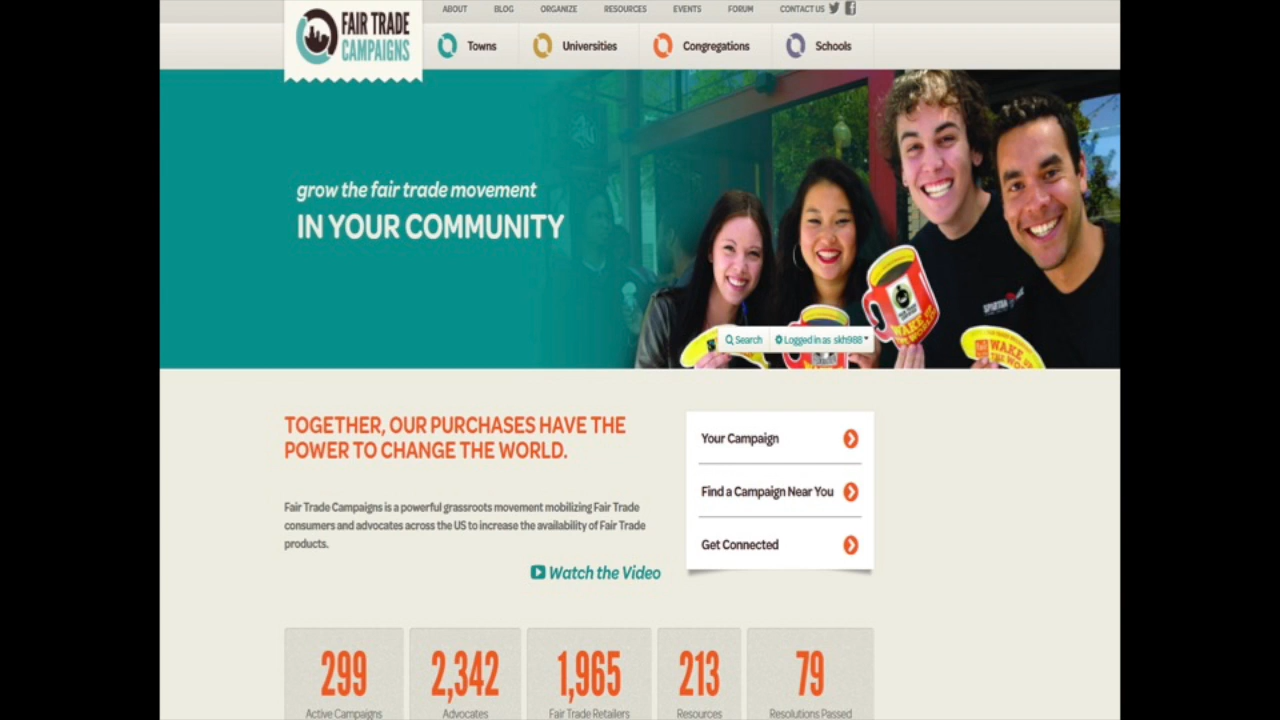 ABOUT BLOG ORGANIZE RESOURCES EVENTS FORUM CONTACT US
FAIR TRADE
CAMPAIGNS
Towns Universities Congregations Schools
grow the fair trade movement
IN YOUR COMMUNITY
WAKE UP
WAKE UP
Search Logged in as skh988
TOGETHER, OUR PURCHASES HAVE THE
POWER TO CHANGE THE WORLD.
Your Campaign
Find a Campaign Near You
Get Connected
Fair Trade Campaigns is a powerful grassroots movement mobilizing Fair Trade
consumers and advocates across the US to increase the availability of Fair Trade
products.
Watch the Video
299 2,342 1,965 213 79
Active Campaigns Advocates Fair Trade Retailers Resources Resolutions Passed